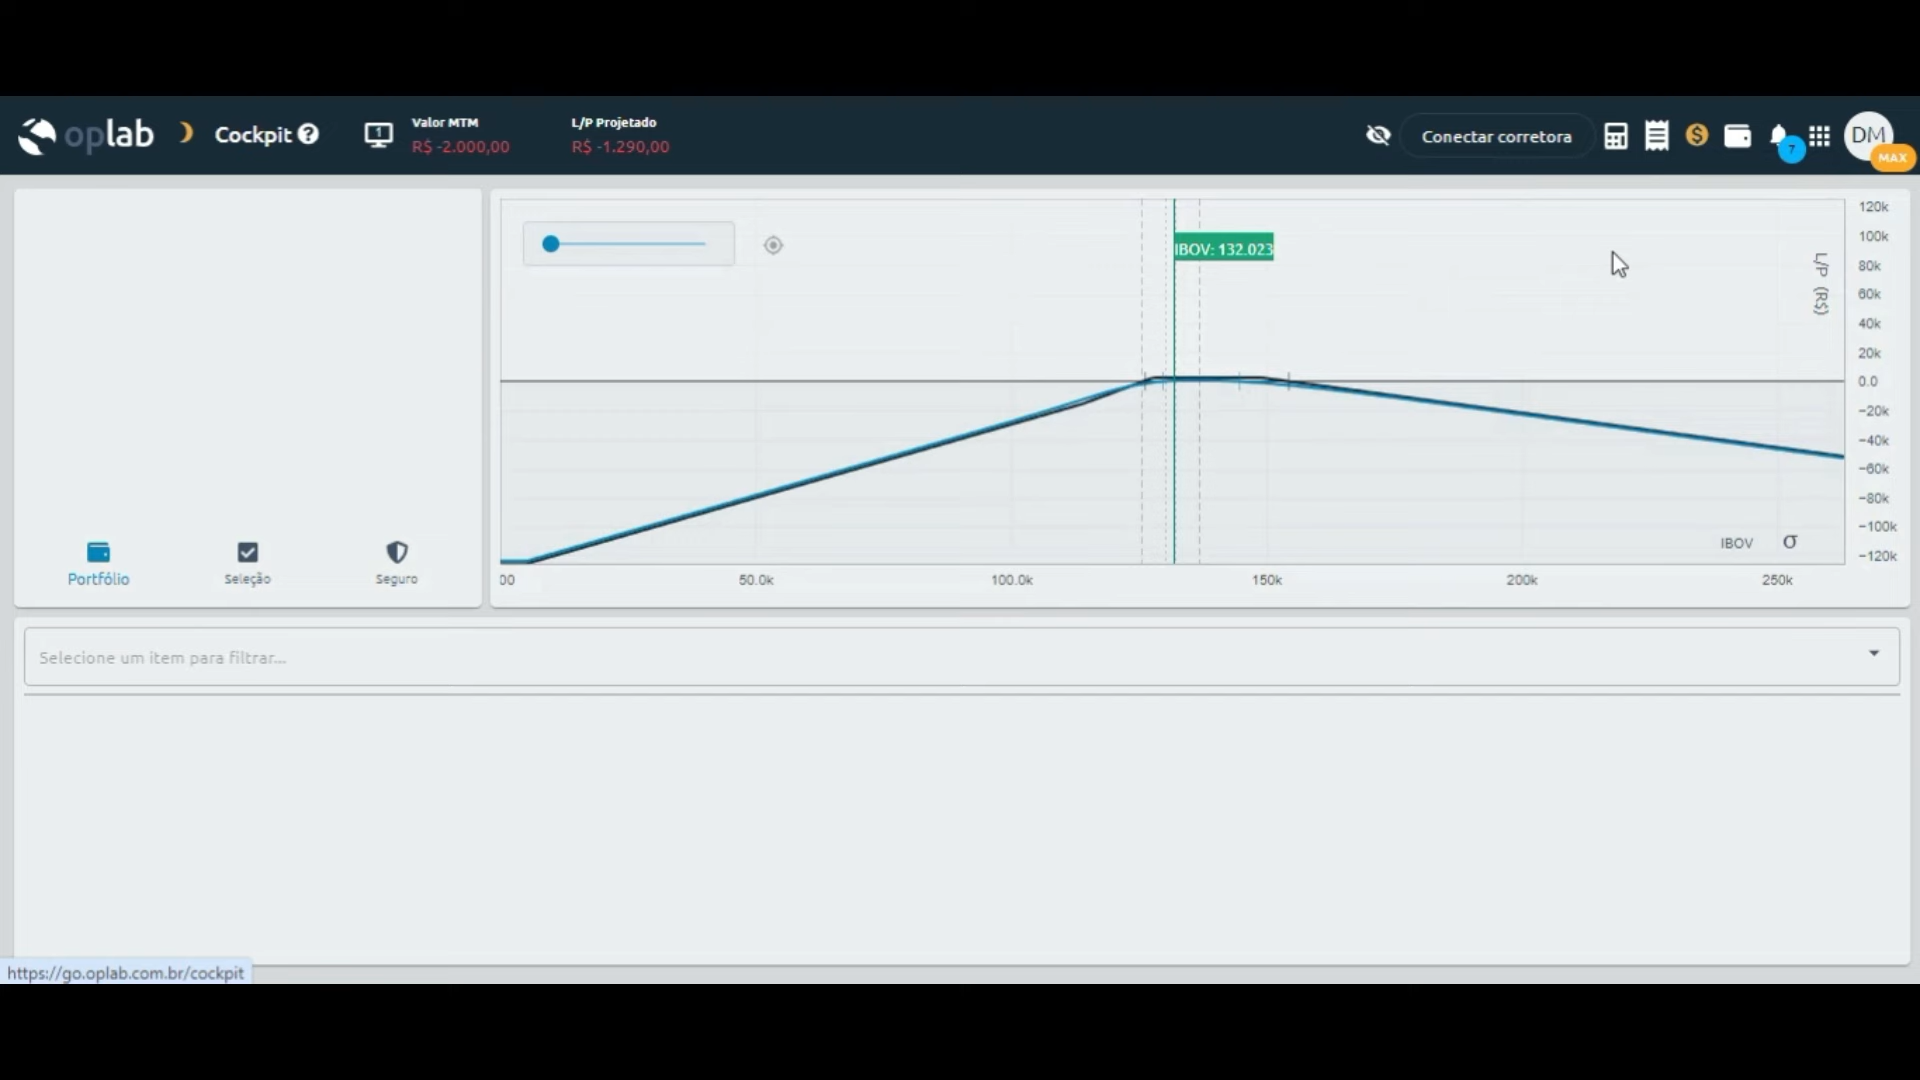 oplab
Cockpit ?
1
Valor MTM
R$ -2.000,00
L/P Projetado
R$ -1.290,00
Conectar corretora
$
7
DM
MAX
IBOV: 132.023
L/P (R$)
120k
100k
80k
60k
40k
20k
0.0
−20k
−40k
−60k
−80k
−100k
−120k
IBOV σ
00 50.0k 100.0k 150k 200k 250k
Portfólio
Seleção
Seguro
Selecione um item para filtrar...
https://go.oplab.com.br/cockpit